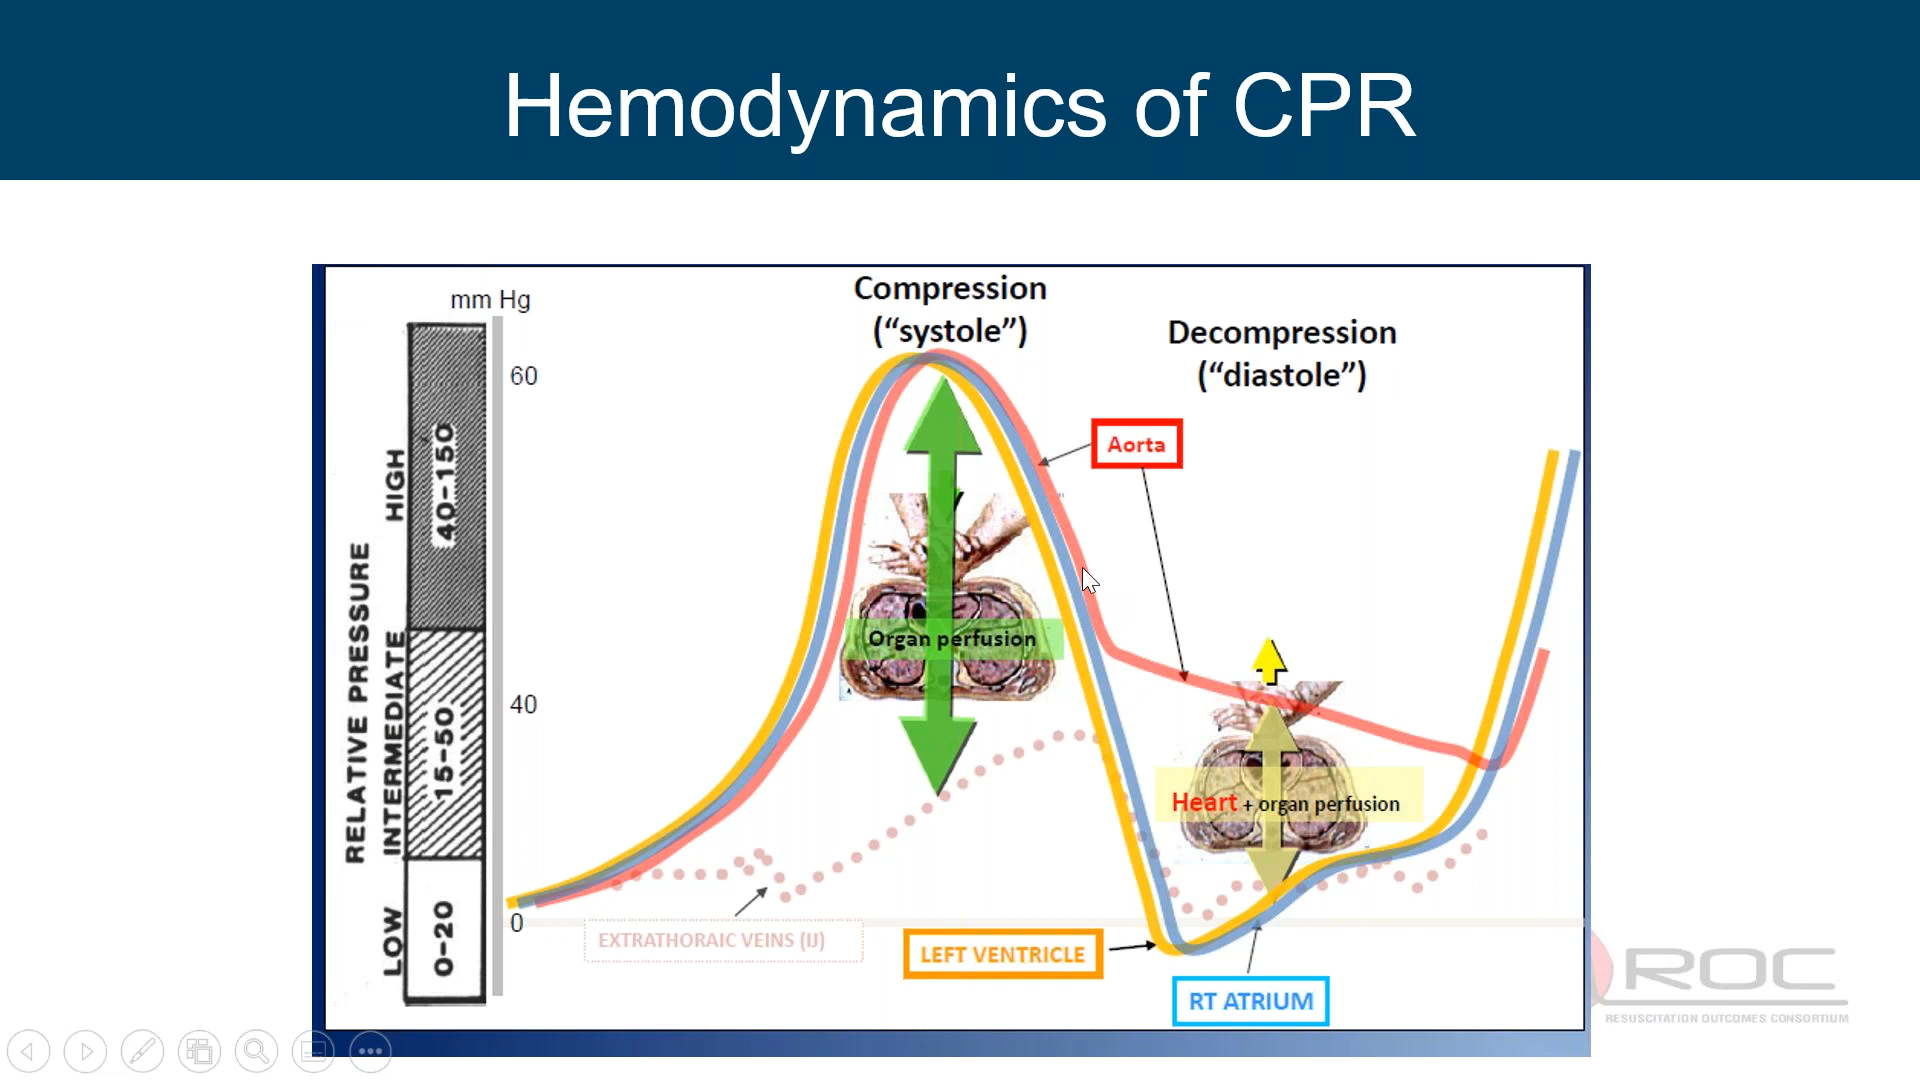 Hemodynamics of CPR
mm Hg
Compression
(“systole”)
Decompression
(“diastole”)
60
40
0
RELATIVE PRESSURE
HIGH
INTERMEDIATE
LOW
40-150
15-50
0-20
Aorta
Organ perfusion
Heart + organ perfusion
EXTRATHORAIC VEINS (IJ)
LEFT VENTRICLE
RT ATRIUM
ROC
RESUSCITATION OUTCOMES CONSORTIUM